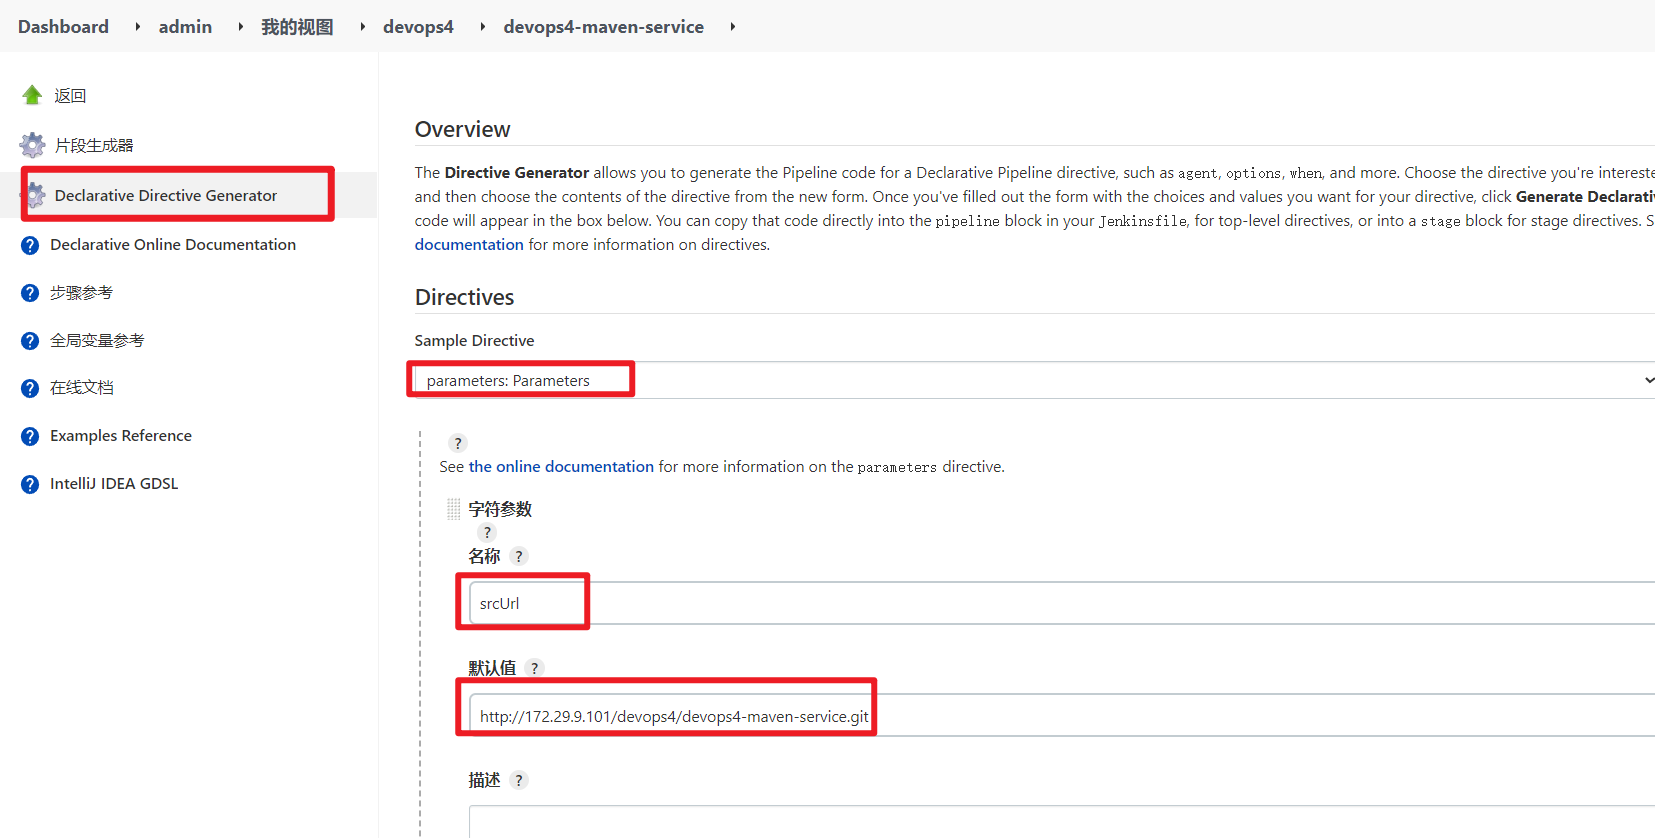 Dashboard admin 我的视图 devops4 devops4-maven-service
返回
片段生成器
Declarative Directive Generator
Declarative Online Documentation
步骤参考
全局变量参考
在线文档
Examples Reference
IntelliJ IDEA GDSL
Overview
The Directive Generator allows you to generate the Pipeline code for a Declarative Pipeline directive, such as agent, options, when, and more. Choose the directive you're intereste
and then choose the contents of the directive from the new form. Once you've filled out the form with the choices and values you want for your directive, click Generate Declarati
code will appear in the box below. You can copy that code directly into the pipeline block in your Jenkinsfile, for top-level directives, or into a stage block for stage directives. S
documentation for more information on directives.
Directives
Sample Directive
parameters: Parameters
?
See the online documentation for more information on the parameters directive.
字符参数
?
名称 ?
srcUrl
默认值 ?
http://172.29.9.101/devops4/devops4-maven-service.git
描述 ?